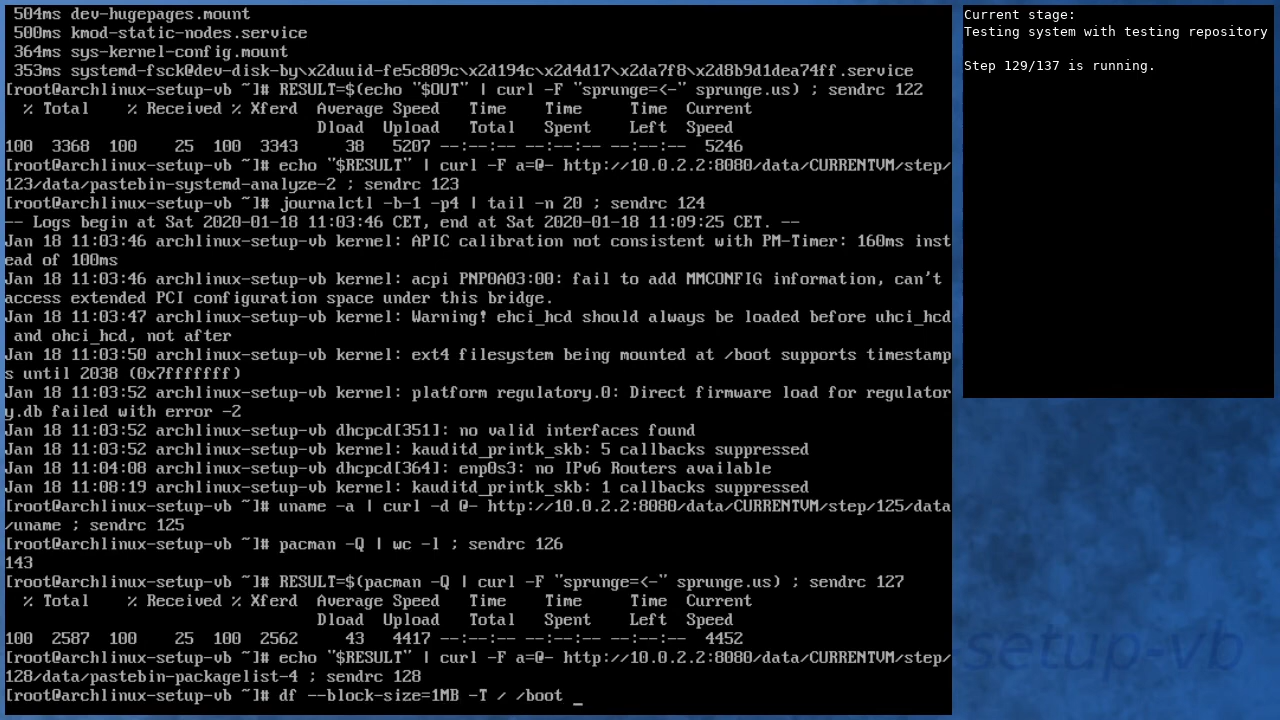 504ms dev-hugepages.mount
500ms kmod-static-nodes.service
364ms sys-kernel-config.mount
353ms systemd-fsck@dev-disk-by\x2duuid-fe5c809c\x2d194c\x2d4d17\x2da7f8\x2d8b9d1dea74ff.service
[root@archlinux-setup-vb ~]# RESULT=$(echo "$OUT" | curl -F "sprunge=<-" sprunge.us) ; sendrc 122
  % Total    % Received % Xferd  Average Speed   Time    Time     Time  Current
                                 Dload  Upload   Total   Spent    Left  Speed
100  3368  100    25  100  3343     38   5207 --:--:-- --:--:-- --:--:--  5246
[root@archlinux-setup-vb ~]# echo "$RESULT" | curl -F a=@- http://10.0.2.2:8080/data/CURRENTVM/step/
123/data/pastebin-systemd-analyze-2 ; sendrc 123
[root@archlinux-setup-vb ~]# journalctl -b-1 -p4 | tail -n 20 ; sendrc 124
-- Logs begin at Sat 2020-01-18 11:03:46 CET, end at Sat 2020-01-18 11:09:25 CET. --
Jan 18 11:03:46 archlinux-setup-vb kernel: APIC calibration not consistent with PM-Timer: 160ms inst
ead of 100ms
Jan 18 11:03:46 archlinux-setup-vb kernel: acpi PNP0A03:00: fail to add MMCONFIG information, can't
access extended PCI configuration space under this bridge.
Jan 18 11:03:47 archlinux-setup-vb kernel: Warning! ehci_hcd should always be loaded before uhci_hcd
 and ohci_hcd, not after
Jan 18 11:03:50 archlinux-setup-vb kernel: ext4 filesystem being mounted at /boot supports timestamp
s until 2038 (0x7fffffff)
Jan 18 11:03:52 archlinux-setup-vb kernel: platform regulatory.0: Direct firmware load for regulator
y.db failed with error -2
Jan 18 11:03:52 archlinux-setup-vb dhcpcd[351]: no valid interfaces found
Jan 18 11:03:52 archlinux-setup-vb kernel: kauditd_printk_skb: 5 callbacks suppressed
Jan 18 11:04:08 archlinux-setup-vb dhcpcd[364]: enp0s3: no IPv6 Routers available
Jan 18 11:08:19 archlinux-setup-vb kernel: kauditd_printk_skb: 1 callbacks suppressed
[root@archlinux-setup-vb ~]# uname -a | curl -d @- http://10.0.2.2:8080/data/CURRENTVM/step/125/data
/uname ; sendrc 125
[root@archlinux-setup-vb ~]# pacman -Q | wc -l ; sendrc 126
143
[root@archlinux-setup-vb ~]# RESULT=$(pacman -Q | curl -F "sprunge=<-" sprunge.us) ; sendrc 127
  % Total    % Received % Xferd  Average Speed   Time    Time     Time  Current
                                 Dload  Upload   Total   Spent    Left  Speed
100  2587  100    25  100  2562     43   4417 --:--:-- --:--:-- --:--:--  4452
[root@archlinux-setup-vb ~]# echo "$RESULT" | curl -F a=@- http://10.0.2.2:8080/data/CURRENTVM/step/
128/data/pastebin-packagelist-4 ; sendrc 128
[root@archlinux-setup-vb ~]# df --block-size=1MB -T / /boot _
Current stage:
Testing system with testing repository
Step 129/137 is running.
setup-vb